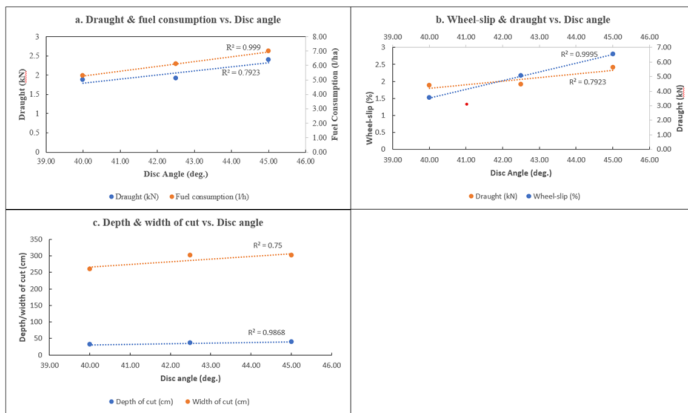 a. Draught & fuel consumption vs. Disc angle
3
2.5
2
1.5
1
0.5
0
Draught (kN)
8.00
7.00
6.00
5.00
4.00
3.00
2.00
1.00
0.00
Fuel Consumption (l/ha)
R² = 0.999
R² = 0.7923
39.00 40.00 41.00 42.00 43.00 44.00 45.00 46.00
Disc Angle (deg.)
Draught (kN) Fuel consumption (l/h)
b. Wheel-slip & draught vs. Disc angle
39.00 40.00 41.00 42.00 43.00 44.00 45.00 46.00
3
2.5
2
1.5
1
0.5
0
Wheel-slip (%)
7.00
6.00
5.00
4.00
3.00
2.00
1.00
0.00
Draught (kN)
R² = 0.9995
R² = 0.7923
39.00 40.00 41.00 42.00 43.00 44.00 45.00 46.00
Disc Angle (deg.)
Draught (kN) Wheel-slip (%)
c. Depth & width of cut vs. Disc angle
350
300
250
200
150
100
50
0
Depth/width of cut (cm)
R² = 0.75
R² = 0.9868
39.00 40.00 41.00 42.00 43.00 44.00 45.00 46.00
Disc angle (deg.)
Depth of cut (cm) Width of cut (cm)